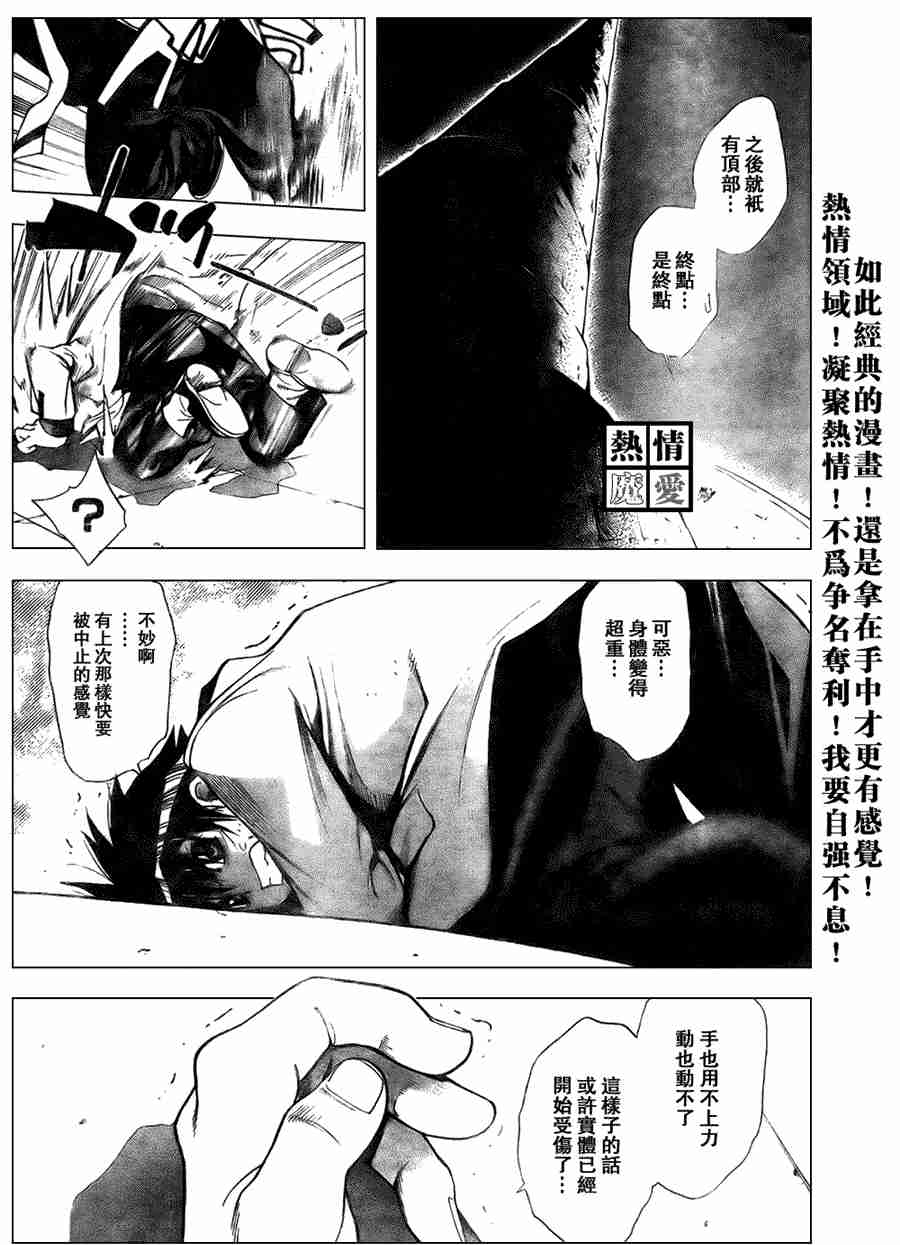 之後就衹
有頂部…
終點…
是終點
熱情
魔愛
？
可惡…
身體變得
超重…
不妙啊
……
有上次那樣快要
被中止的感覺
手也用不上力
動也動不了
這樣子的話
或許實體已經
開始受傷了…
如此經典的漫畫！還是拿在手中才更有感覺！
熱情領域！凝聚熱情！不爲争名奪利！我要自强不息！